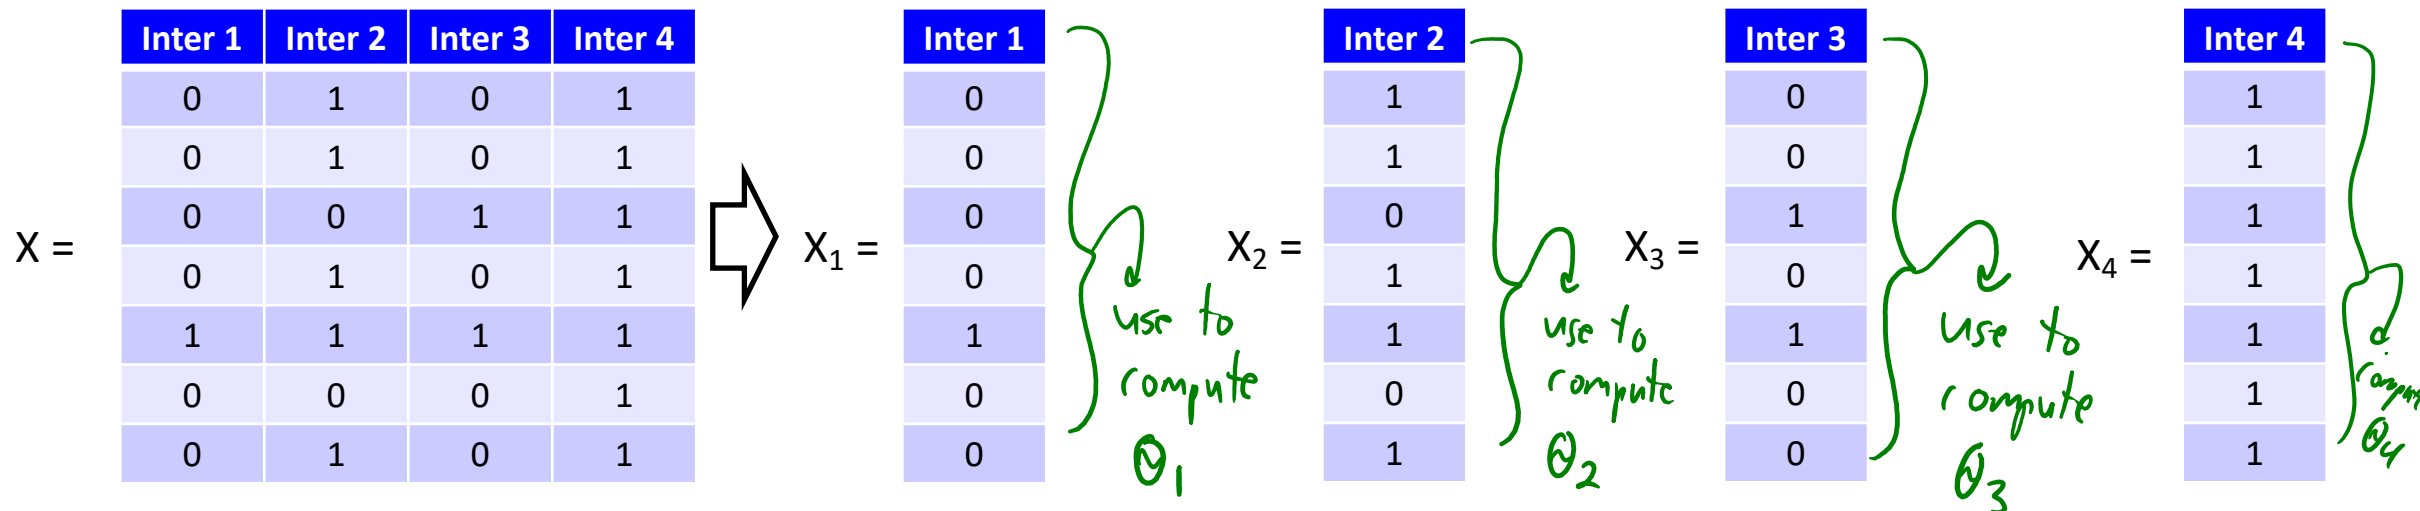 Inter 1 Inter 2 Inter 3 Inter 4
0 1 0 1
0 1 0 1
0 0 1 1
0 1 0 1
1 1 1 1
0 0 0 1
0 1 0 1
X =
X₁ =
Inter 1
0
0
0
0
1
0
0
use to
compute
θ₁
X₂ =
Inter 2
1
1
0
1
1
0
1
use to
compute
θ₂
X₃ =
Inter 3
0
0
1
0
1
0
0
use to
compute
θ₃
X₄ =
Inter 4
1
1
1
1
1
1
1
compute
θ₄